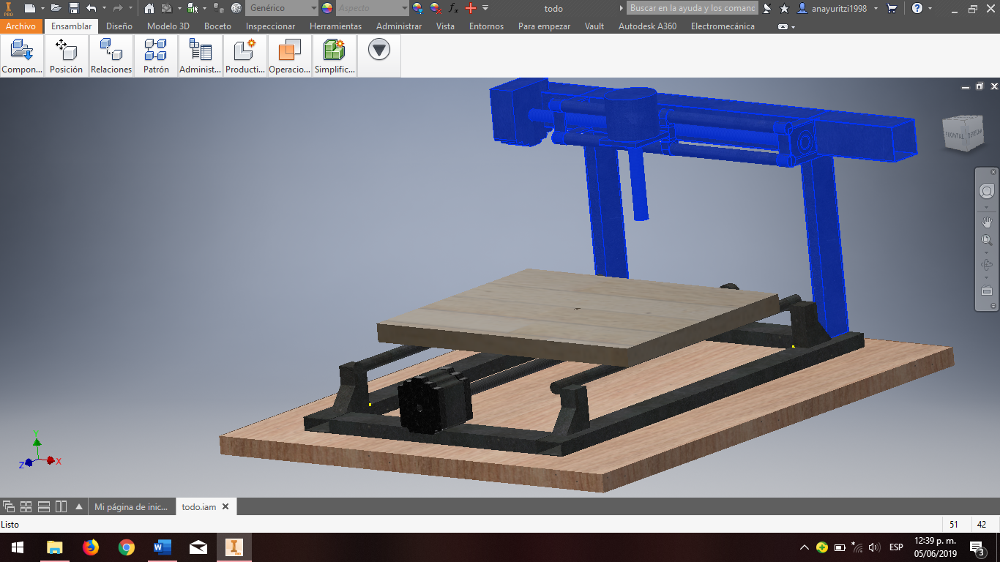 PRO
Genérico
Aspecto
fx
todo
Buscar en la ayuda y los comanc
anayuritzi1998
Archivo
Ensamblar
Diseño
Modelo 3D
Boceto
Inspeccionar
Herramientas
Administrar
Vista
Entornos
Para empezar
Vault
Autodesk A360
Electromecánica
Compon...
Posición
Relaciones
Patrón
Administ...
Producti...
Operacio...
Simplific...
FRONTAL
Y
Z
X
Mi página de inic...
todo.iam
Listo
51
42
ESP
12:39 p. m.
05/06/2019
3